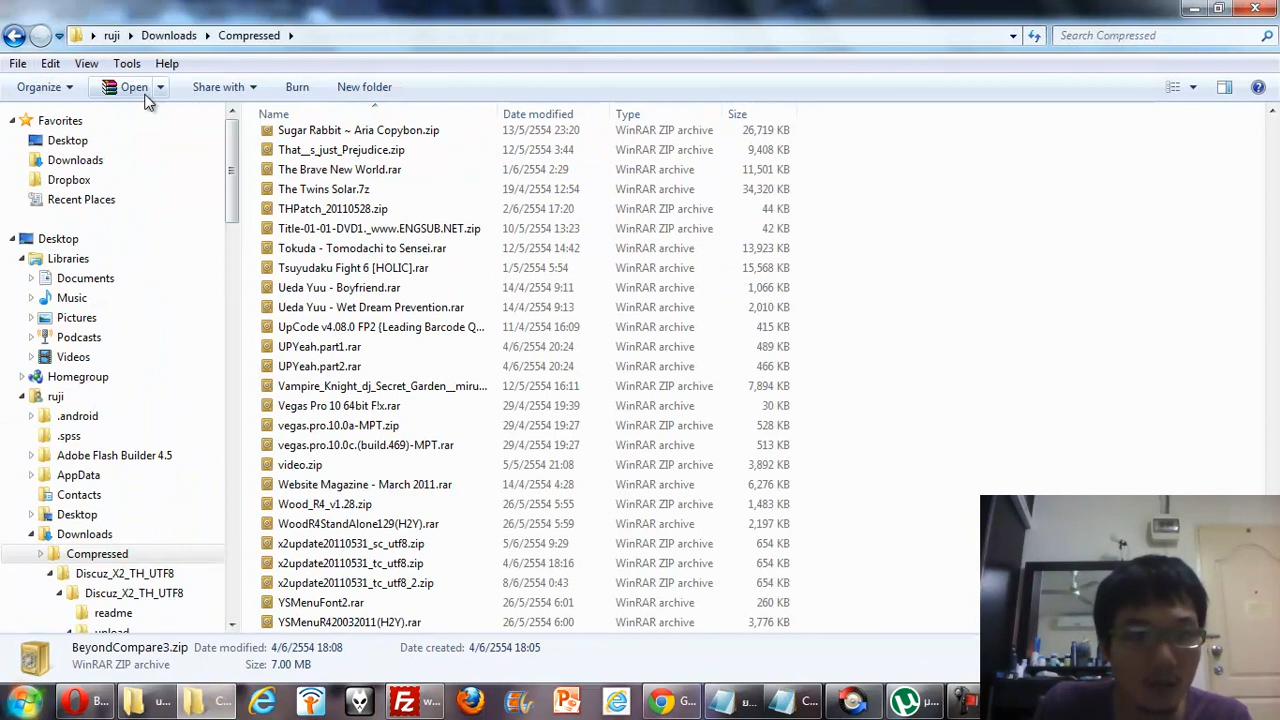 ruji Downloads Compressed Search Compressed
File Edit View Tools Help
Organize Open Share with Burn New folder
Name Date modified Type Size
Favorites
Desktop
Downloads
Dropbox
Recent Places
Desktop
Libraries
Documents
Music
Pictures
Podcasts
Videos
Homegroup
ruji
.android
.spss
Adobe Flash Builder 4.5
AppData
Contacts
Desktop
Downloads
Compressed
Discuz_X2_TH_UTF8
Discuz_X2_TH_UTF8
readme
upload
Sugar Rabbit ~ Aria Copybon.zip 13/5/2554 23:20 WinRAR ZIP archive 26,719 KB
That__s_just_Prejudice.zip 12/5/2554 3:44 WinRAR ZIP archive 9,408 KB
The Brave New World.rar 1/6/2554 2:29 WinRAR archive 11,501 KB
The Twins Solar.7z 19/4/2554 12:54 WinRAR archive 34,320 KB
THPatch_20110528.zip 2/6/2554 17:20 WinRAR ZIP archive 44 KB
Title-01-01-DVD1._www.ENGSUB.NET.zip 10/5/2554 13:23 WinRAR ZIP archive 42 KB
Tokuda - Tomodachi to Sensei.rar 12/5/2554 14:42 WinRAR archive 13,923 KB
Tsuyudaku Fight 6 [HOLIC].rar 1/5/2554 5:54 WinRAR archive 15,568 KB
Ueda Yuu - Boyfriend.rar 14/4/2554 9:11 WinRAR archive 1,066 KB
Ueda Yuu - Wet Dream Prevention.rar 14/4/2554 9:13 WinRAR archive 2,010 KB
UpCode v4.08.0 FP2 {Leading Barcode Q... 11/4/2554 16:09 WinRAR archive 415 KB
UPYeah.part1.rar 4/6/2554 20:24 WinRAR archive 489 KB
UPYeah.part2.rar 4/6/2554 20:24 WinRAR archive 466 KB
Vampire_Knight_dj_Secret_Garden__miru... 12/5/2554 16:11 WinRAR ZIP archive 7,894 KB
Vegas Pro 10 64bit F!x.rar 29/4/2554 19:39 WinRAR archive 30 KB
vegas.pro.10.0a-MPT.zip 29/4/2554 19:27 WinRAR ZIP archive 528 KB
vegas.pro.10.0c.(build.469)-MPT.rar 29/4/2554 19:27 WinRAR archive 513 KB
video.zip 5/5/2554 21:08 WinRAR ZIP archive 3,892 KB
Website Magazine - March 2011.rar 14/4/2554 4:28 WinRAR archive 6,276 KB
Wood_R4_v1.28.zip 26/5/2554 5:55 WinRAR ZIP archive 1,483 KB
WoodR4StandAlone129(H2Y).rar 26/5/2554 5:59 WinRAR archive 2,197 KB
x2update20110531_sc_utf8.zip 5/6/2554 9:29 WinRAR ZIP archive 654 KB
x2update20110531_tc_utf8.zip 4/6/2554 18:16 WinRAR ZIP archive 654 KB
x2update20110531_tc_utf8_2.zip 8/6/2554 0:43 WinRAR ZIP archive 654 KB
YSMenuFont2.rar 26/5/2554 6:01 WinRAR archive 260 KB
YSMenuR420032011(H2Y).rar 26/5/2554 6:00 WinRAR archive 3,776 KB
BeyondCompare3.zip Date modified: 4/6/2554 18:08 Date created: 4/6/2554 18:05
WinRAR ZIP archive Size: 7.00 MB
B... u... C... w... G... ย... C... µ...